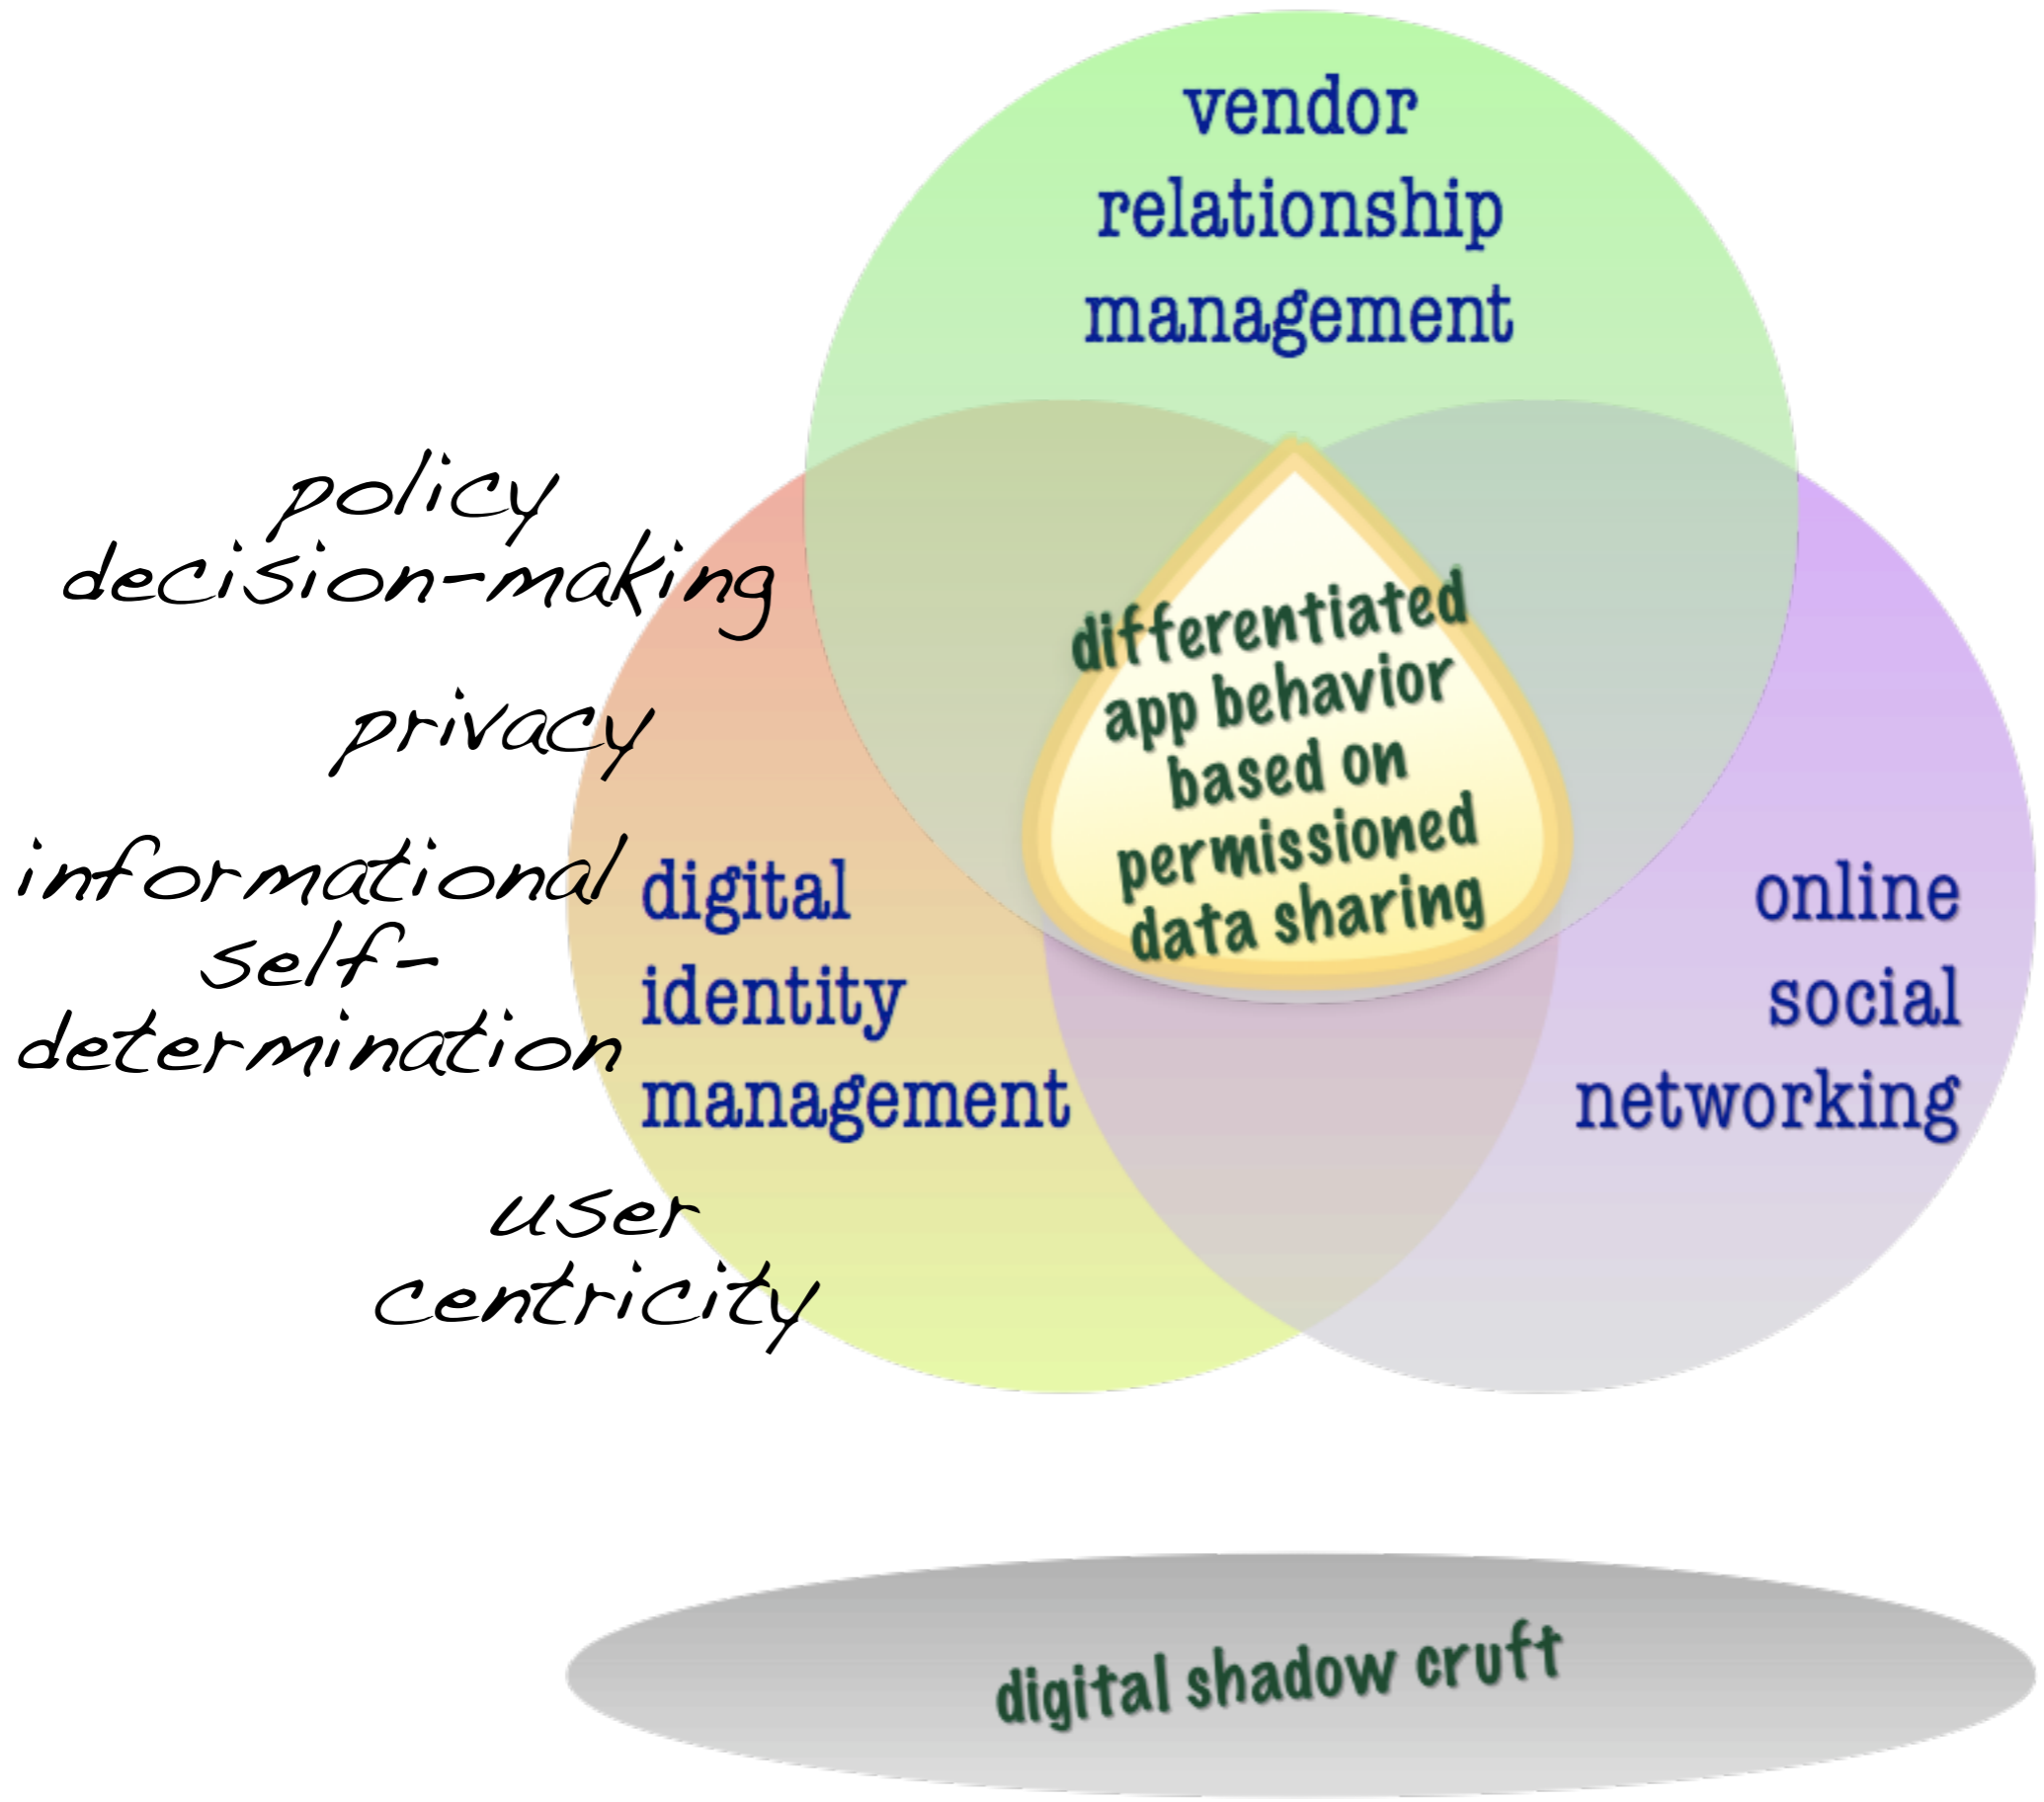 vendor
relationship
management
policy
decision-making
privacy
informational
self-
determination
user
centricity
differentiated
app behavior
based on
permissioned
data sharing
digital
identity
management
online
social
networking
digital shadow cruft